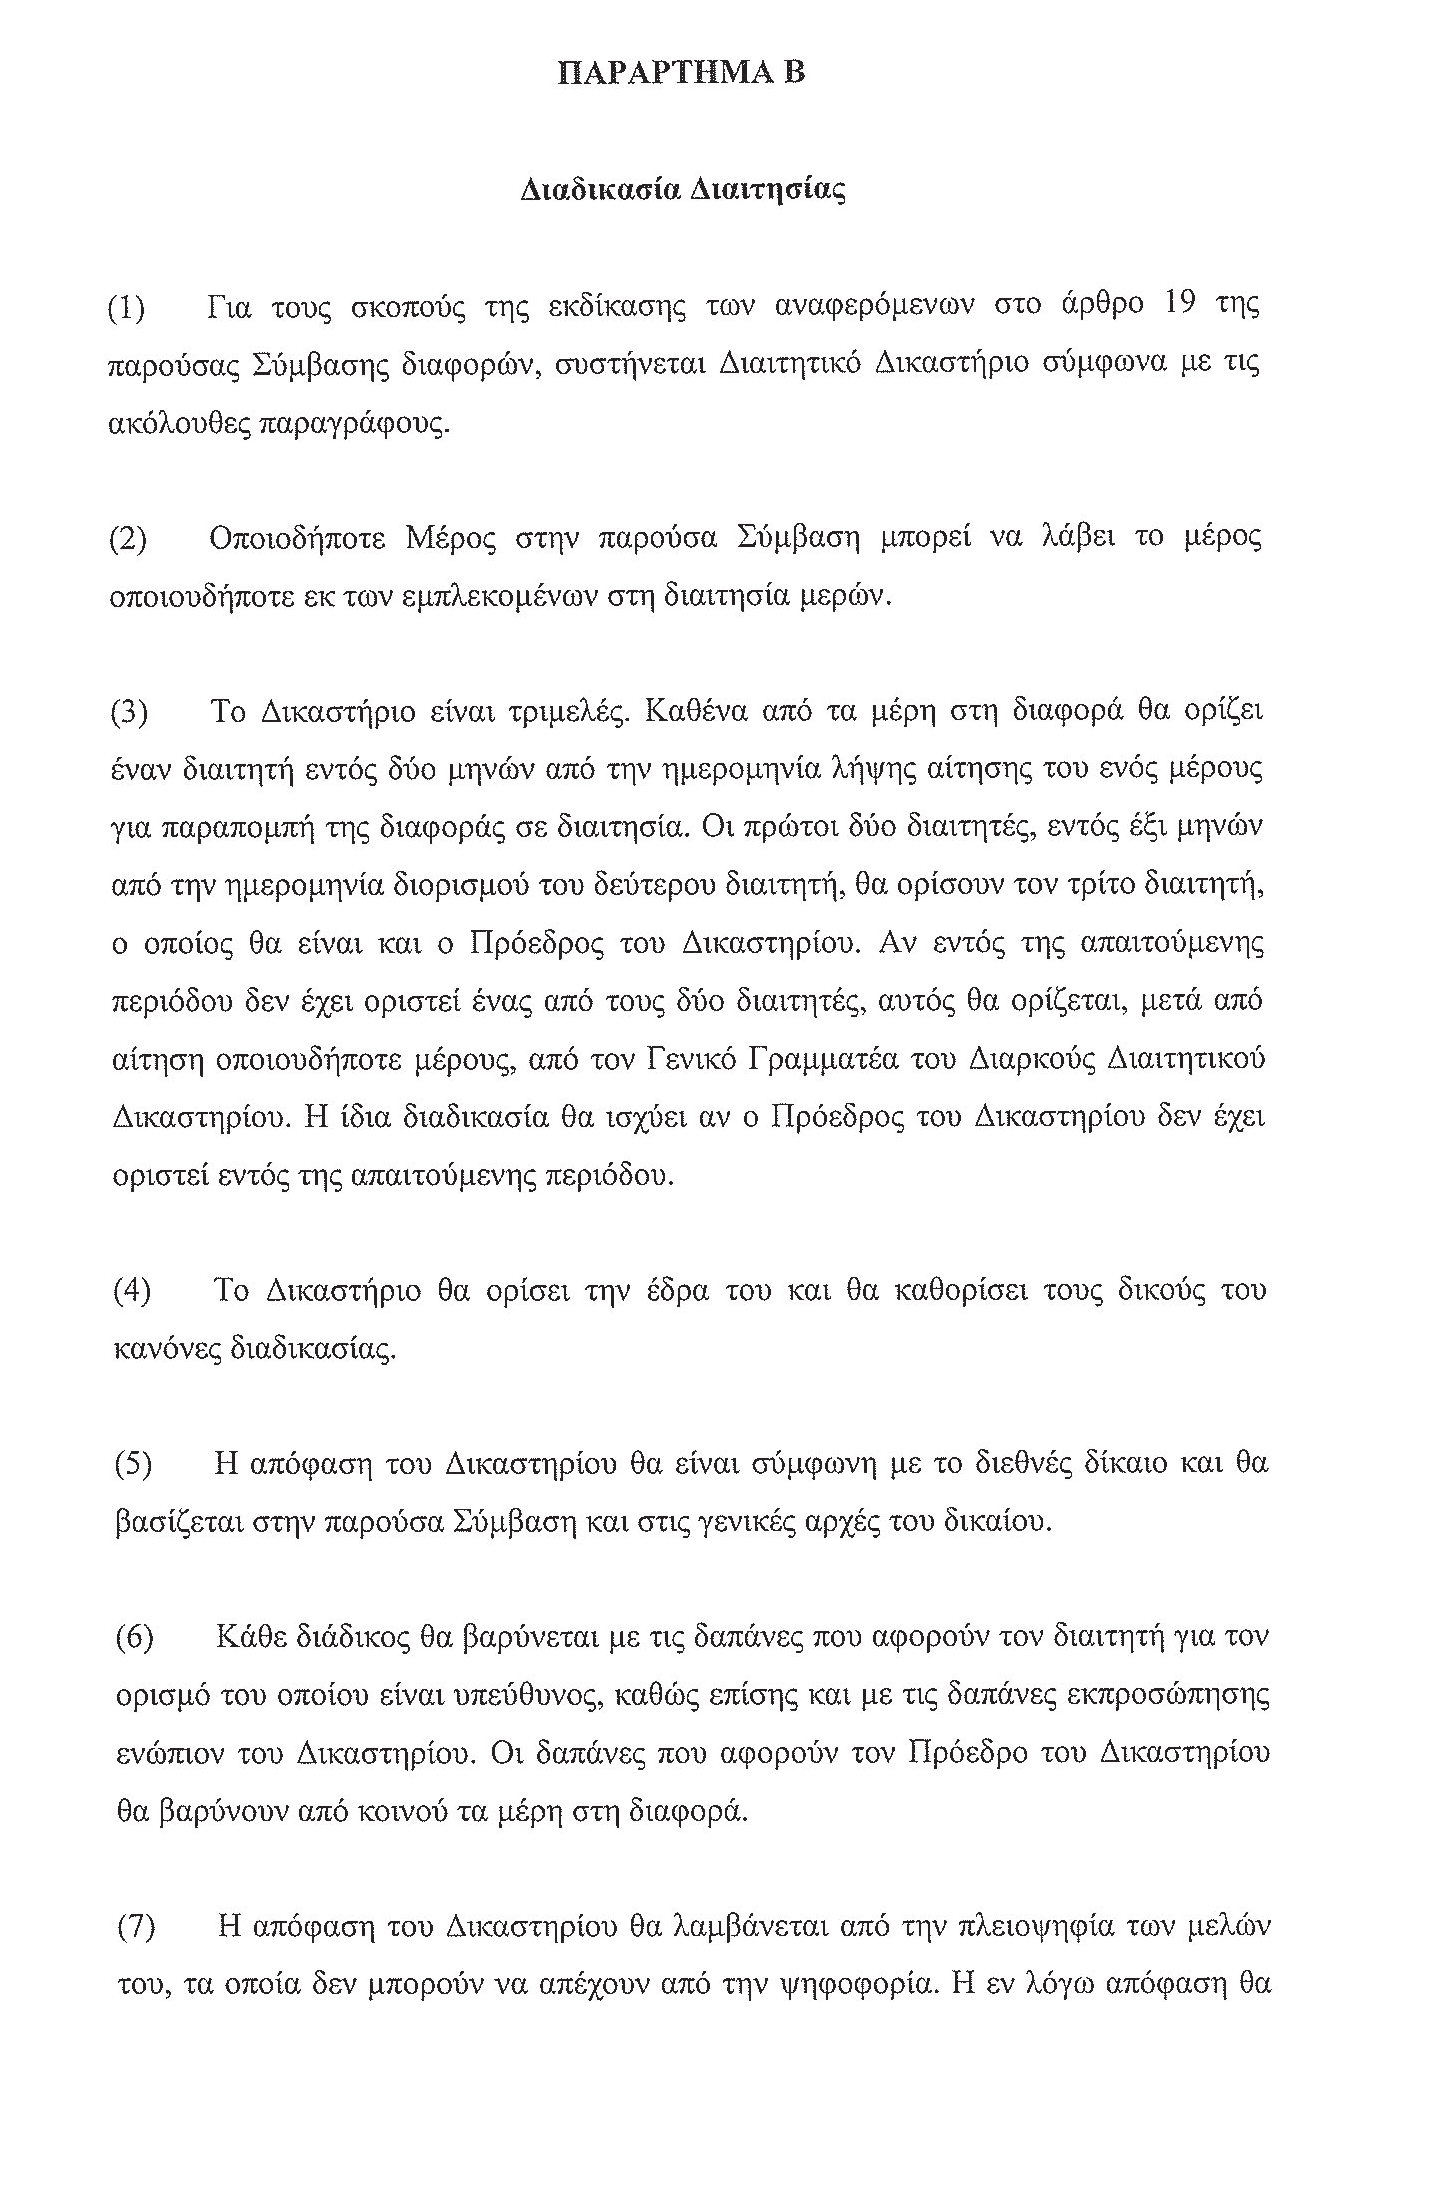 ΠΑΡΑΡΤΗΜΑ Β
Διαδικασία Διαιτησίας
(1) Για τους σκοπούς της εκδίκασης των αναφερόμενων στο άρθρο 19 της
παρούσας Σύμβασης διαφορών, συστήνεται Διαιτητικό Δικαστήριο σύμφωνα με τις
ακόλουθες παραγράφους.
(2) Οποιοδήποτε Μέρος στην παρούσα Σύμβαση μπορεί να λάβει το μέρος
οποιουδήποτε εκ των εμπλεκομένων στη διαιτησία μερών.
(3) Το Δικαστήριο είναι τριμελές. Καθένα από τα μέρη στη διαφορά θα ορίζει
έναν διαιτητή εντός δύο μηνών από την ημερομηνία λήψης αίτησης του ενός μέρους
για παραπομπή της διαφοράς σε διαιτησία. Οι πρώτοι δύο διαιτητές, εντός έξι μηνών
από την ημερομηνία διορισμού του δεύτερου διαιτητή, θα ορίσουν τον τρίτο διαιτητή,
ο οποίος θα είναι και ο Πρόεδρος του Δικαστηρίου. Αν εντός της απαιτούμενης
περιόδου δεν έχει οριστεί ένας από τους δύο διαιτητές, αυτός θα ορίζεται, μετά από
αίτηση οποιουδήποτε μέρους, από τον Γενικό Γραμματέα του Διαρκούς Διαιτητικού
Δικαστηρίου. Η ίδια διαδικασία θα ισχύει αν ο Πρόεδρος του Δικαστηρίου δεν έχει
οριστεί εντός της απαιτούμενης περιόδου.
(4) Το Δικαστήριο θα ορίσει την έδρα του και θα καθορίσει τους δικούς του
κανόνες διαδικασίας.
(5) Η απόφαση του Δικαστηρίου θα είναι σύμφωνη με το διεθνές δίκαιο και θα
βασίζεται στην παρούσα Σύμβαση και στις γενικές αρχές του δικαίου.
(6) Κάθε διάδικος θα βαρύνεται με τις δαπάνες που αφορούν τον διαιτητή για τον
ορισμό του οποίου είναι υπεύθυνος, καθώς επίσης και με τις δαπάνες εκπροσώπησης
ενώπιον του Δικαστηρίου. Οι δαπάνες που αφορούν τον Πρόεδρο του Δικαστηρίου
θα βαρύνουν από κοινού τα μέρη στη διαφορά.
(7) Η απόφαση του Δικαστηρίου θα λαμβάνεται από την πλειοψηφία των μελών
του, τα οποία δεν μπορούν να απέχουν από την ψηφοφορία. Η εν λόγω απόφαση θα